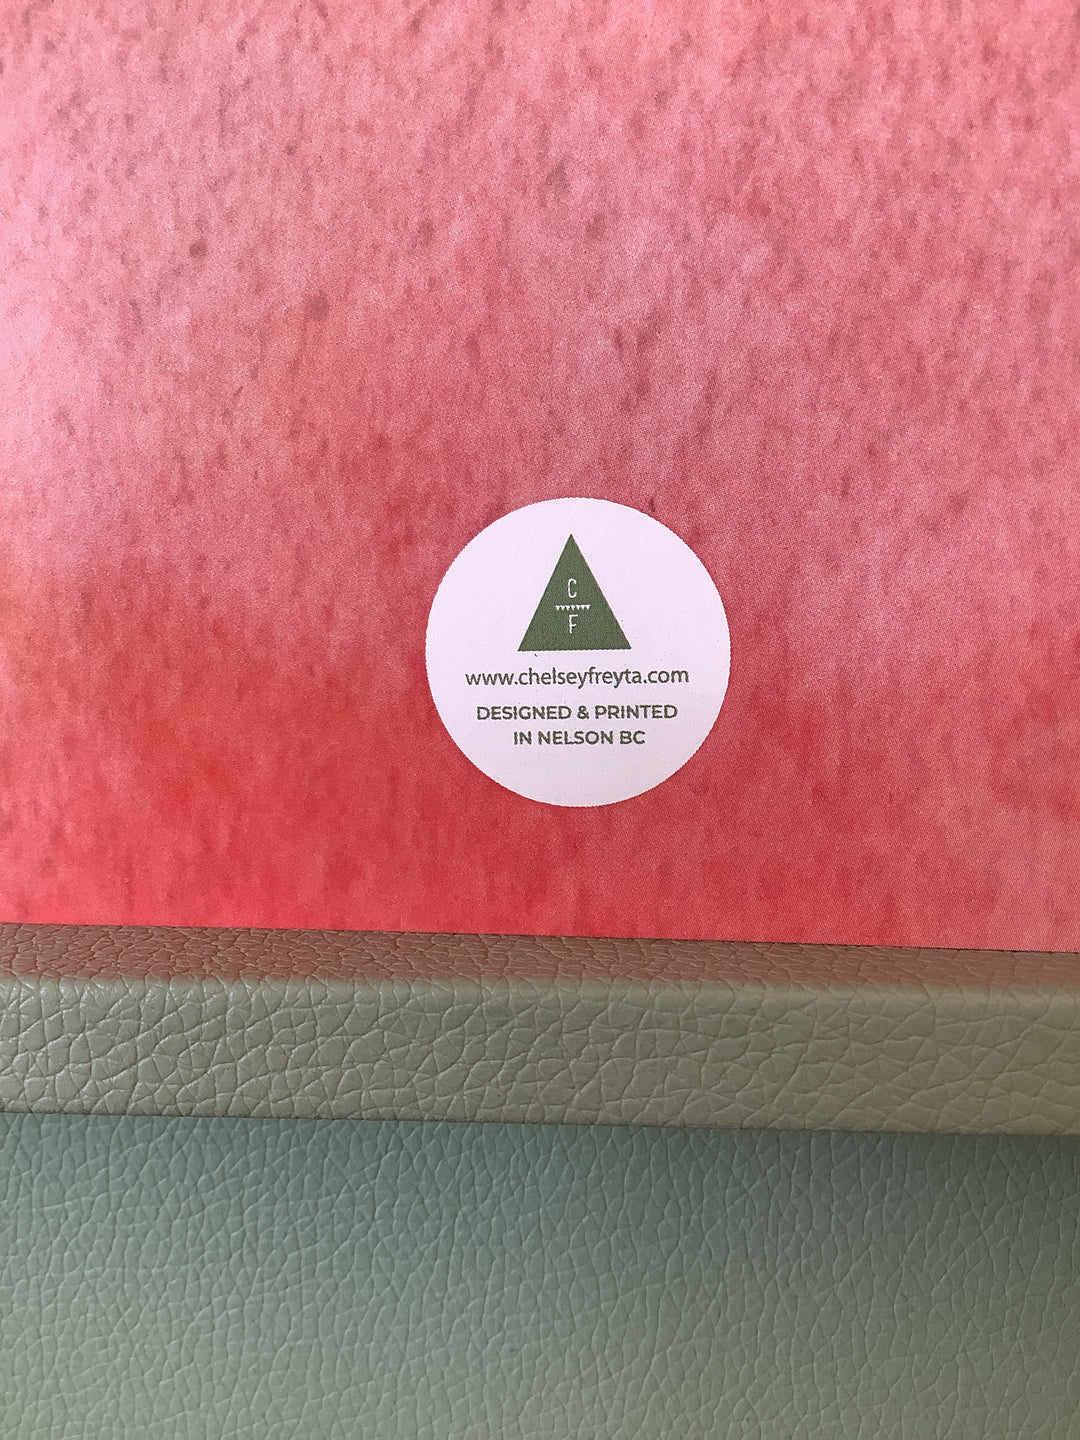 C
F
www.chelseyfreyta.com
DESIGNED & PRINTED
IN NELSON BC